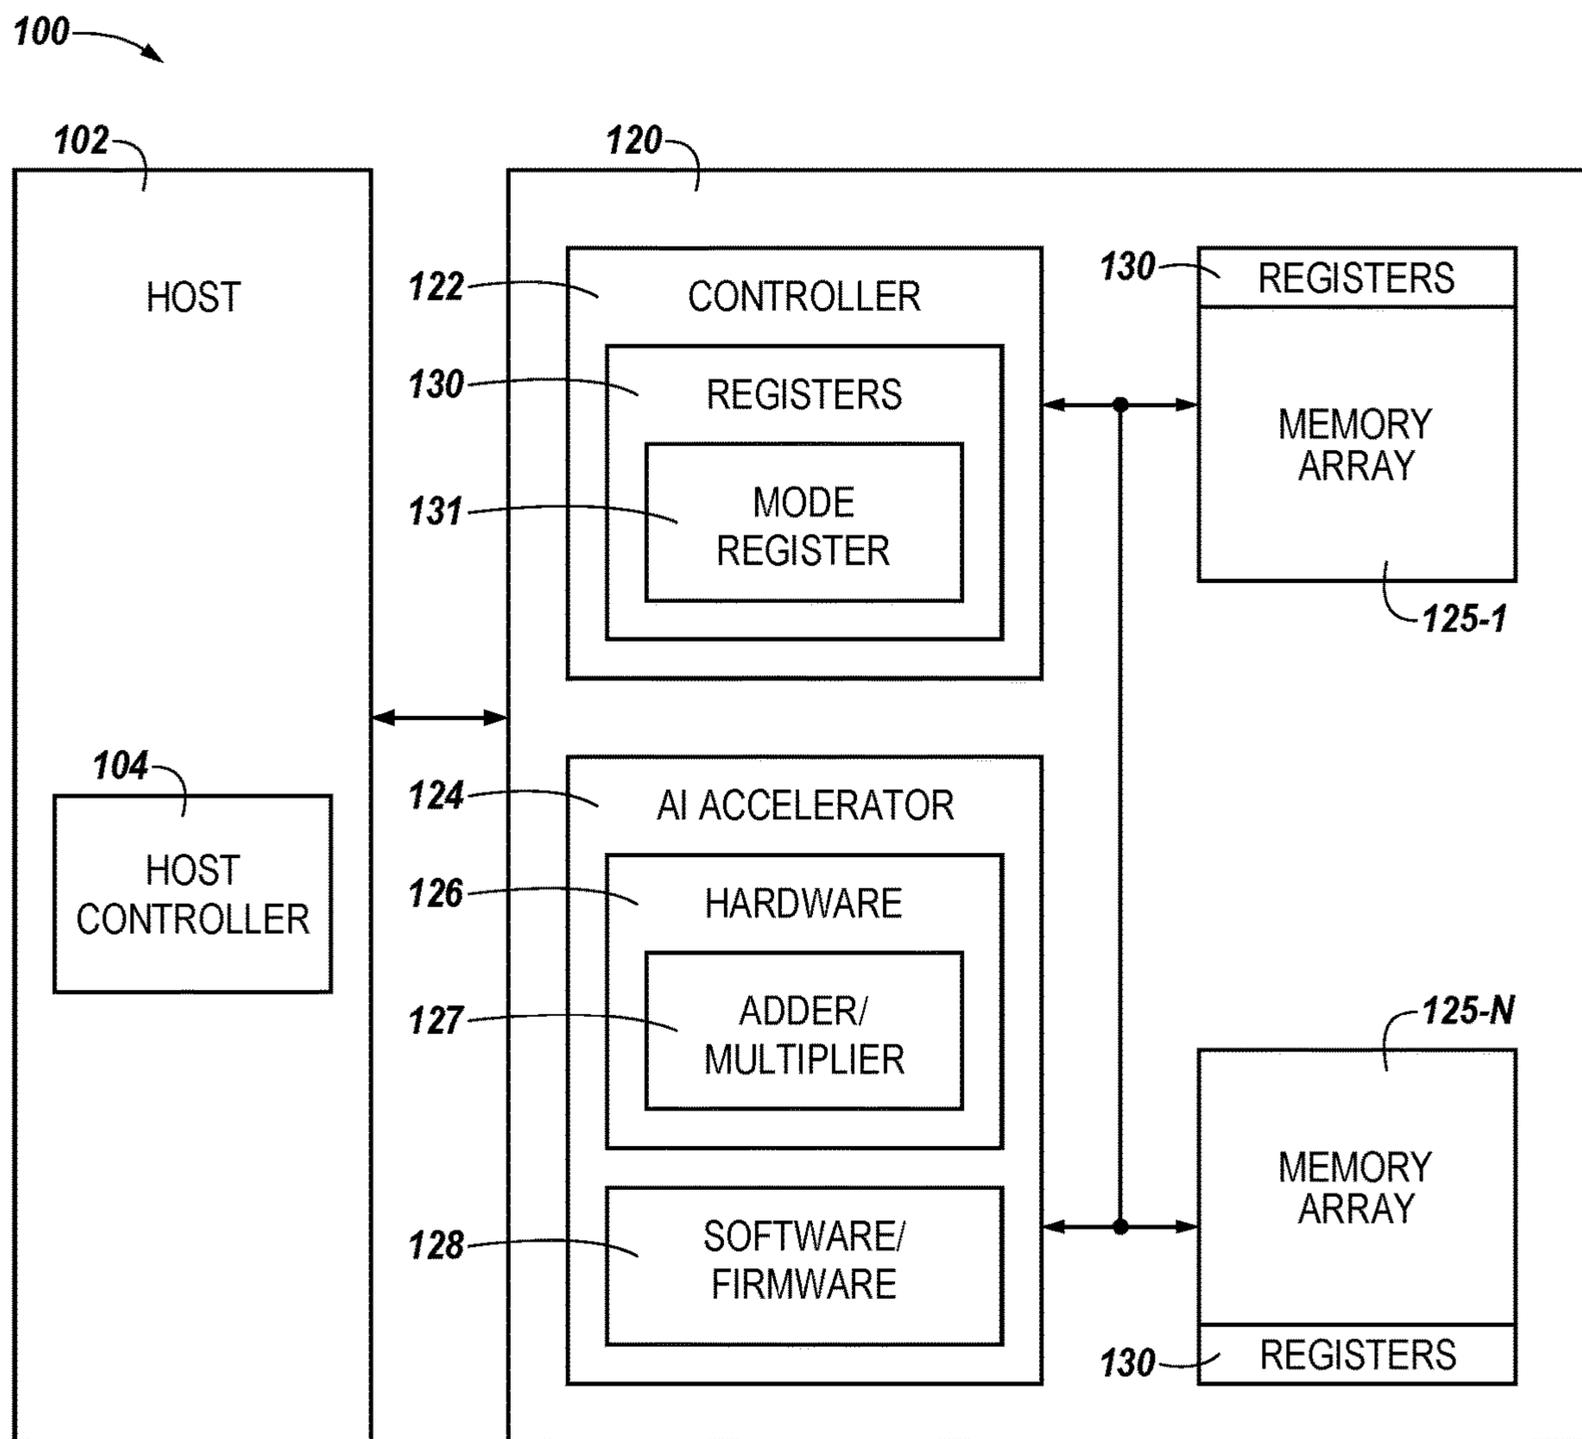 100
102
120
HOST
122
CONTROLLER
130
REGISTERS
131
MODE
REGISTER
130
REGISTERS
MEMORY
ARRAY
125-1
104
HOST
CONTROLLER
124
AI ACCELERATOR
126
HARDWARE
127
ADDER/
MULTIPLIER
128
SOFTWARE/
FIRMWARE
125-N
MEMORY
ARRAY
130
REGISTERS